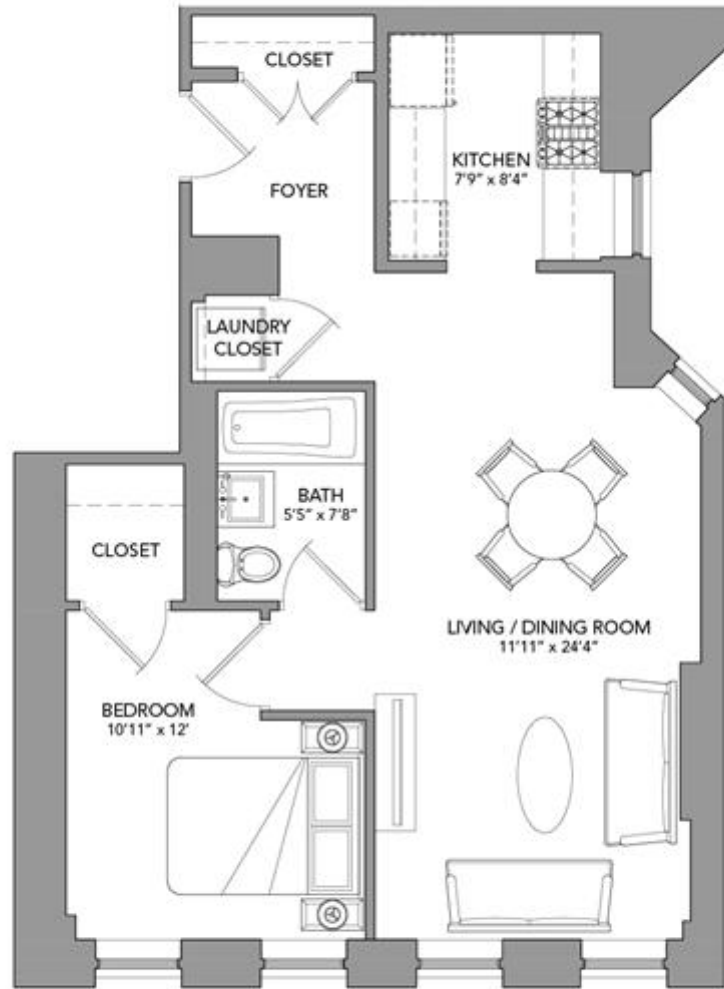 CLOSET
KITCHEN
7'9" x 8'4"
FOYER
LAUNDRY
CLOSET
BATH
5'5" x 7'8"
CLOSET
LIVING / DINING ROOM
11'11" x 24'4"
BEDROOM
10'11" x 12'